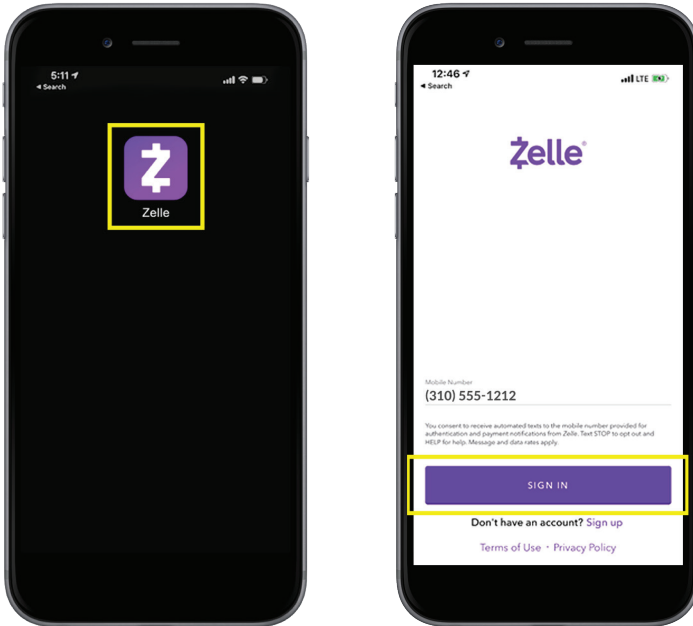 5:11
◀ Search
Zelle
12:46
LTE
◀ Search
Zelle®
Mobile Number
(310) 555-1212
You consent to receive automated texts to the mobile number provided for
authentication and payment notifications from Zelle. Text STOP to opt out and
HELP for help. Message and data rates apply.
SIGN IN
Don't have an account? Sign up
Terms of Use · Privacy Policy